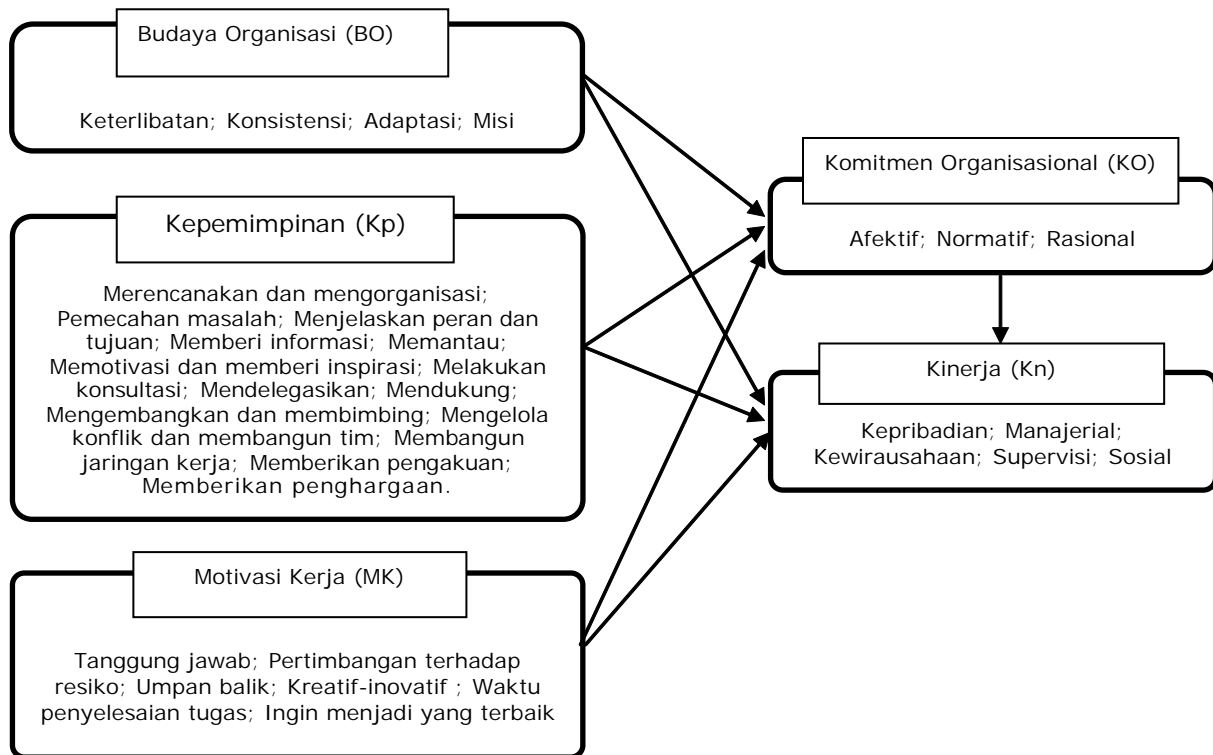 Budaya Organisasi (BO)
Keterlibatan; Konsistensi; Adaptasi; Misi
Kepemimpinan (Kp)
Merencanakan dan mengorganisasi;
Pemecahan masalah; Menjelaskan peran dan
tujuan; Memberi informasi; Memantau;
Memotivasi dan memberi inspirasi; Melakukan
konsultasi; Mendelegasikan; Mendukung;
Mengembangkan dan membimbing; Mengelola
konflik dan membangun tim; Membangun
jaringan kerja; Memberikan pengakuan;
Memberikan penghargaan.
Motivasi Kerja (MK)
Tanggung jawab; Pertimbangan terhadap
resiko; Umpan balik; Kreatif-inovatif ; Waktu
penyelesaian tugas; Ingin menjadi yang terbaik
Komitmen Organisasional (KO)
Afektif; Normatif; Rasional
Kinerja (Kn)
Kepribadian; Manajerial;
Kewirausahaan; Supervisi; Sosial